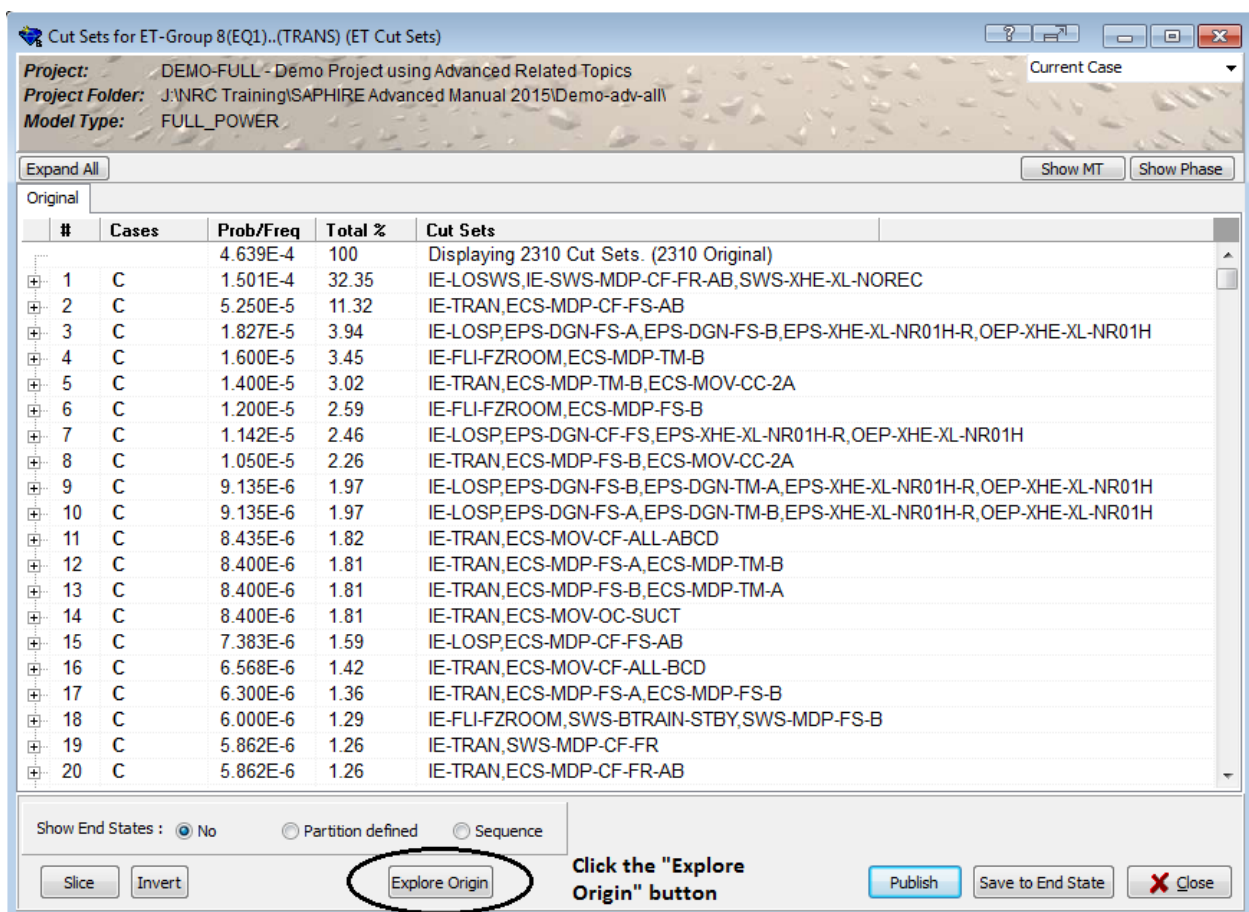 Cut Sets for ET-Group 8(EQ1)..(TRANS) (ET Cut Sets)
Project: DEMO-FULL - Demo Project using Advanced Related Topics
Current Case
Project Folder: J:\NRC Training\SAPHIRE Advanced Manual 2015\Demo-adv-all\
Model Type: FULL_POWER
Expand All Show MT Show Phase
Original
# Cases Prob/Freq Total % Cut Sets
4.639E-4 100 Displaying 2310 Cut Sets. (2310 Original)
1 C 1.501E-4 32.35 IE-LOSWS,IE-SWS-MDP-CF-FR-AB,SWS-XHE-XL-NOREC
2 C 5.250E-5 11.32 IE-TRAN,ECS-MDP-CF-FS-AB
3 C 1.827E-5 3.94 IE-LOSP,EPS-DGN-FS-A,EPS-DGN-FS-B,EPS-XHE-XL-NR01H-R,OEP-XHE-XL-NR01H
4 C 1.600E-5 3.45 IE-FLI-FZROOM,ECS-MDP-TM-B
5 C 1.400E-5 3.02 IE-TRAN,ECS-MDP-TM-B,ECS-MOV-CC-2A
6 C 1.200E-5 2.59 IE-FLI-FZROOM,ECS-MDP-FS-B
7 C 1.142E-5 2.46 IE-LOSP,EPS-DGN-CF-FS,EPS-XHE-XL-NR01H-R,OEP-XHE-XL-NR01H
8 C 1.050E-5 2.26 IE-TRAN,ECS-MDP-FS-B,ECS-MOV-CC-2A
9 C 9.135E-6 1.97 IE-LOSP,EPS-DGN-FS-B,EPS-DGN-TM-A,EPS-XHE-XL-NR01H-R,OEP-XHE-XL-NR01H
10 C 9.135E-6 1.97 IE-LOSP,EPS-DGN-FS-A,EPS-DGN-TM-B,EPS-XHE-XL-NR01H-R,OEP-XHE-XL-NR01H
11 C 8.435E-6 1.82 IE-TRAN,ECS-MOV-CF-ALL-ABCD
12 C 8.400E-6 1.81 IE-TRAN,ECS-MDP-FS-A,ECS-MDP-TM-B
13 C 8.400E-6 1.81 IE-TRAN,ECS-MDP-FS-B,ECS-MDP-TM-A
14 C 8.400E-6 1.81 IE-TRAN,ECS-MOV-OC-SUCT
15 C 7.383E-6 1.59 IE-LOSP,ECS-MDP-CF-FS-AB
16 C 6.568E-6 1.42 IE-TRAN,ECS-MOV-CF-ALL-BCD
17 C 6.300E-6 1.36 IE-TRAN,ECS-MDP-FS-A,ECS-MDP-FS-B
18 C 6.000E-6 1.29 IE-FLI-FZROOM,SWS-BTRAIN-STBY,SWS-MDP-FS-B
19 C 5.862E-6 1.26 IE-TRAN,SWS-MDP-CF-FR
20 C 5.862E-6 1.26 IE-TRAN,ECS-MDP-CF-FR-AB
Show End States : No Partition defined Sequence
Slice Invert Explore Origin
Click the "Explore
Origin" button
Publish Save to End State Close